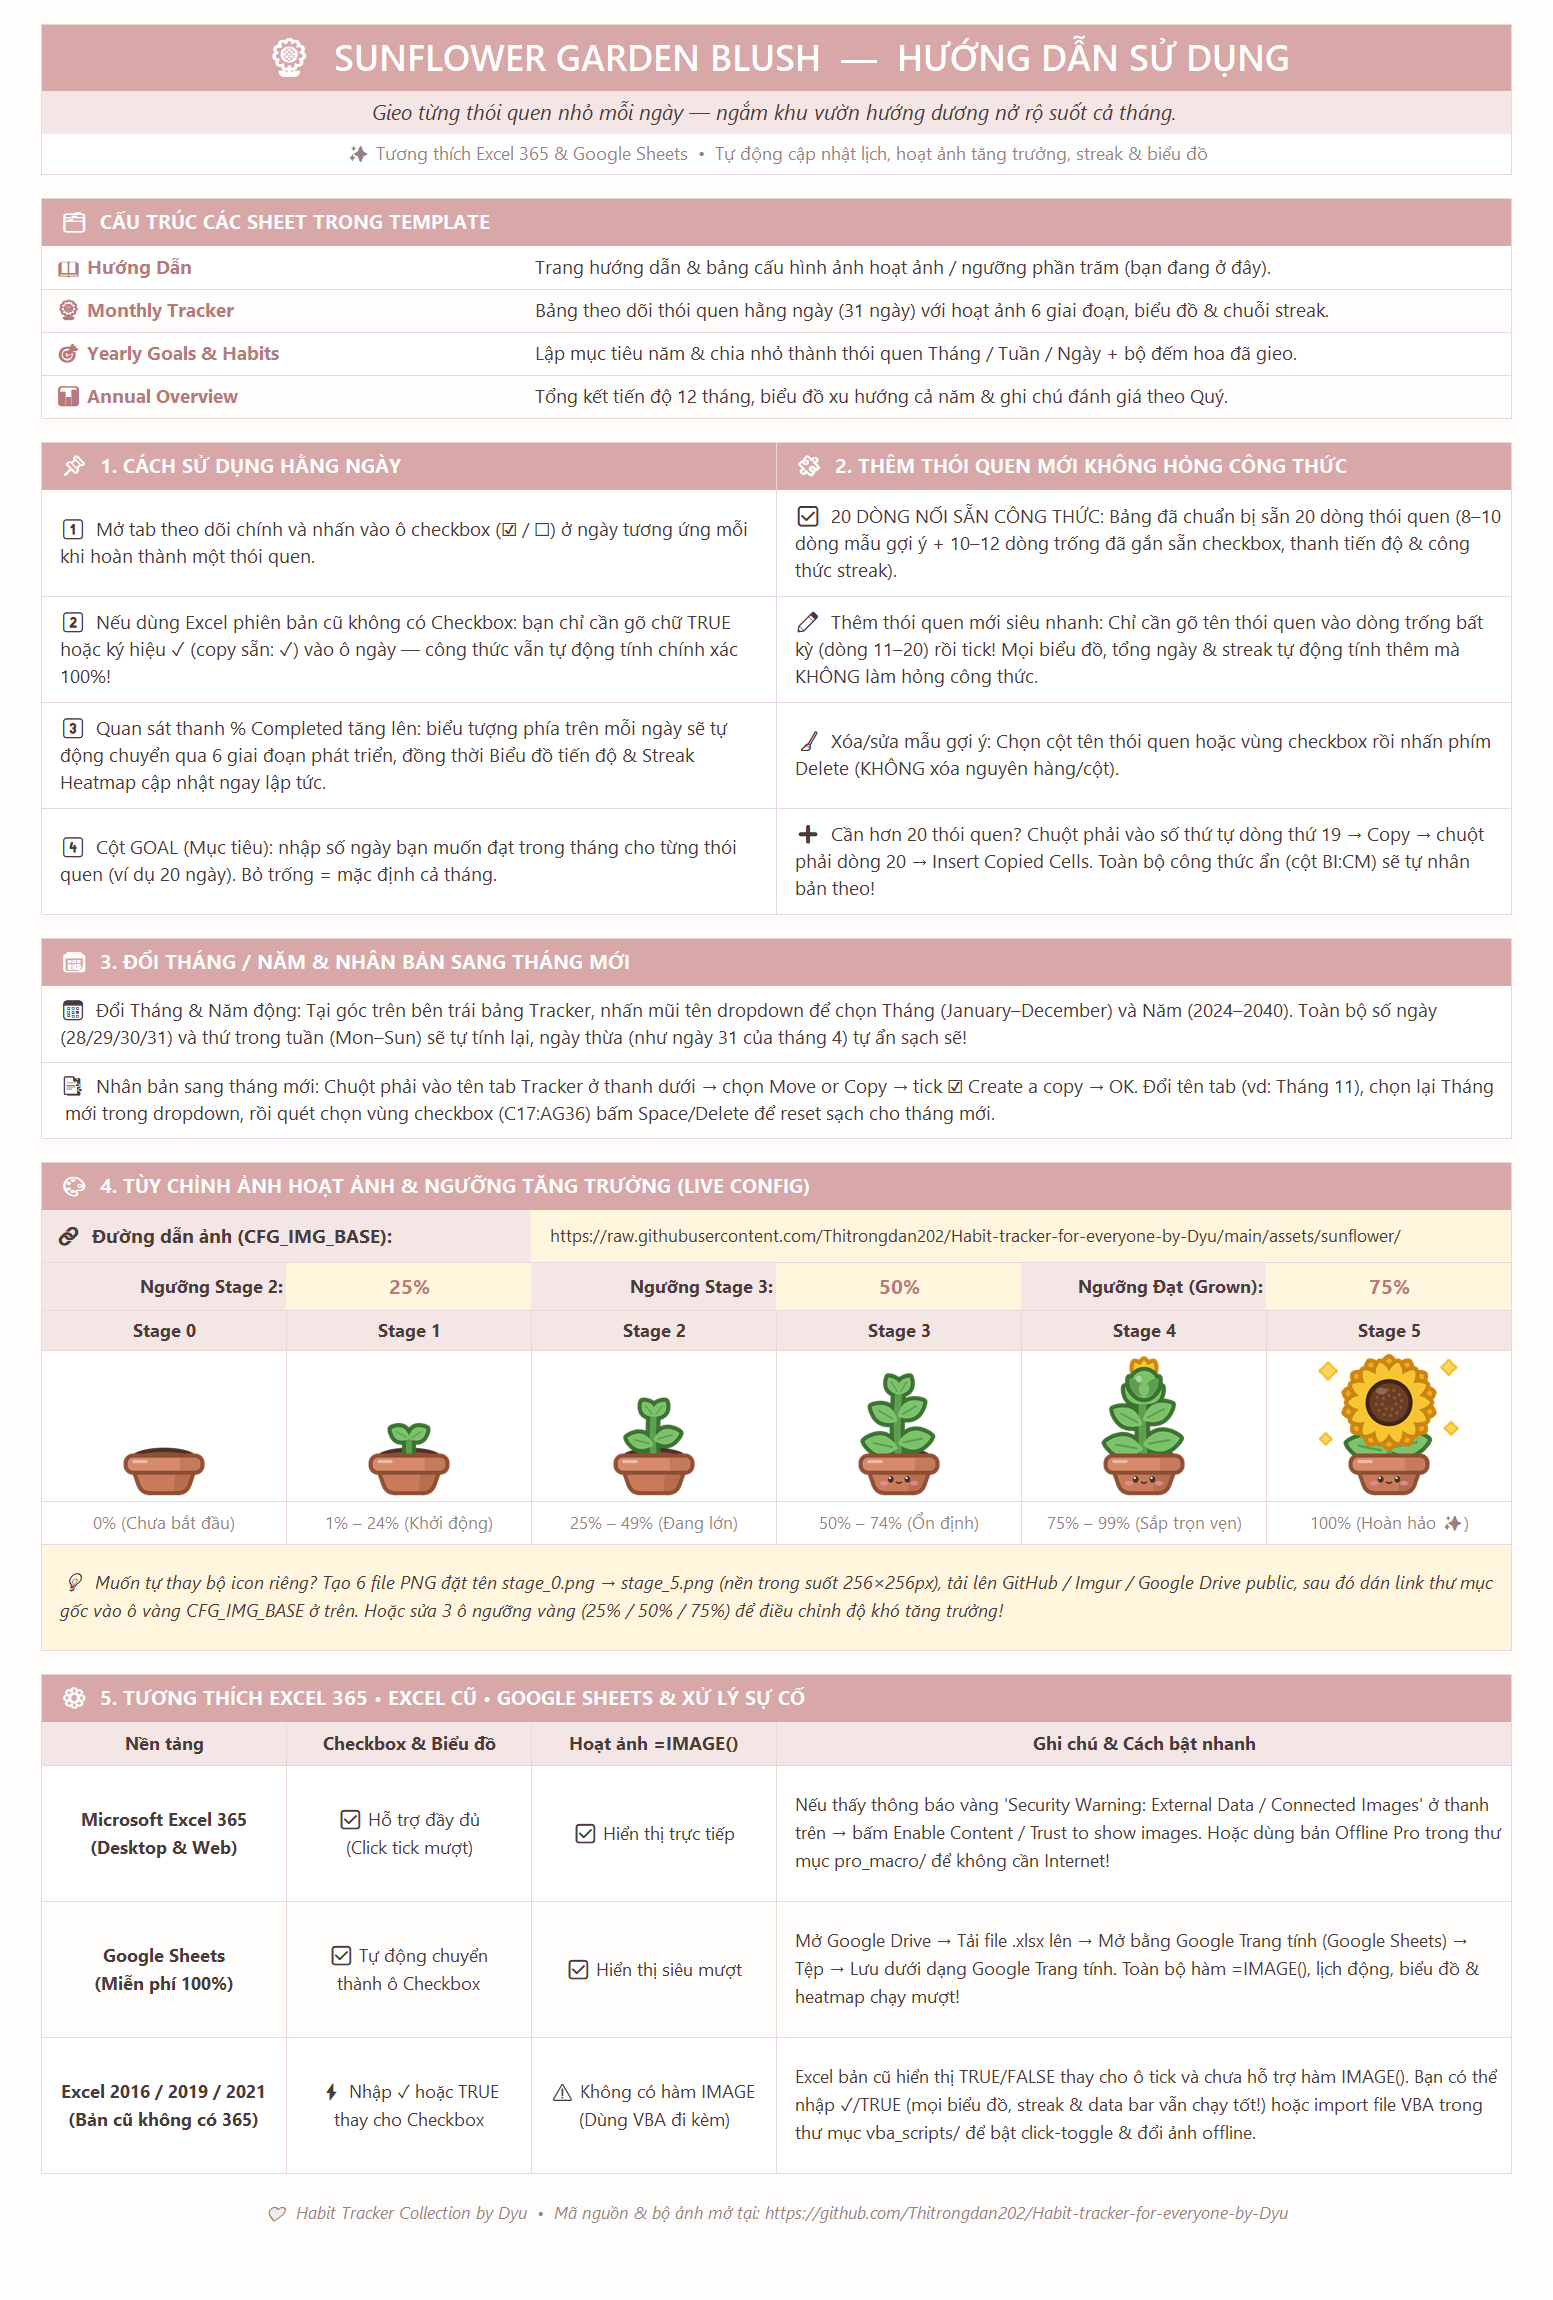 SUNFLOWER GARDEN BLUSH — HƯỚNG DẪN SỬ DỤNG
Gieo từng thói quen nhỏ mỗi ngày — ngắm khu vườn hướng dương nở rộ suốt cả tháng.
✨ Tương thích Excel 365 & Google Sheets • Tự động cập nhật lịch, hoạt ảnh tăng trưởng, streak & biểu đồ
CẤU TRÚC CÁC SHEET TRONG TEMPLATE
Hướng Dẫn
Trang hướng dẫn & bảng cấu hình ảnh hoạt ảnh / ngưỡng phần trăm (bạn đang ở đây).
Monthly Tracker
Bảng theo dõi thói quen hằng ngày (31 ngày) với hoạt ảnh 6 giai đoạn, biểu đồ & chuỗi streak.
Yearly Goals & Habits
Lập mục tiêu năm & chia nhỏ thành thói quen Tháng / Tuần / Ngày + bộ đếm hoa đã gieo.
Annual Overview
Tổng kết tiến độ 12 tháng, biểu đồ xu hướng cả năm & ghi chú đánh giá theo Quý.
1. CÁCH SỬ DỤNG HẰNG NGÀY
1 Mở tab theo dõi chính và nhấn vào ô checkbox (☑ / ☐) ở ngày tương ứng mỗi
khi hoàn thành một thói quen.
2 Nếu dùng Excel phiên bản cũ không có Checkbox: bạn chỉ cần gõ chữ TRUE
hoặc ký hiệu ✓ (copy sẵn: ✓) vào ô ngày — công thức vẫn tự động tính chính xác
100%!
3 Quan sát thanh % Completed tăng lên: biểu tượng phía trên mỗi ngày sẽ tự
động chuyển qua 6 giai đoạn phát triển, đồng thời Biểu đồ tiến độ & Streak
Heatmap cập nhật ngay lập tức.
4 Cột GOAL (Mục tiêu): nhập số ngày bạn muốn đạt trong tháng cho từng thói
quen (ví dụ 20 ngày). Bỏ trống = mặc định cả tháng.
2. THÊM THÓI QUEN MỚI KHÔNG HỎNG CÔNG THỨC
☑ 20 DÒNG NỐI SẴN CÔNG THỨC: Bảng đã chuẩn bị sẵn 20 dòng thói quen (8–10
dòng mẫu gợi ý + 10–12 dòng trống đã gắn sẵn checkbox, thanh tiến độ & công
thức streak).
Thêm thói quen mới siêu nhanh: Chỉ cần gõ tên thói quen vào dòng trống bất
kỳ (dòng 11–20) rồi tick! Mọi biểu đồ, tổng ngày & streak tự động tính thêm mà
KHÔNG làm hỏng công thức.
Xóa/sửa mẫu gợi ý: Chọn cột tên thói quen hoặc vùng checkbox rồi nhấn phím
Delete (KHÔNG xóa nguyên hàng/cột).
➕ Cần hơn 20 thói quen? Chuột phải vào số thứ tự dòng thứ 19 → Copy → chuột
phải dòng 20 → Insert Copied Cells. Toàn bộ công thức ẩn (cột BI:CM) sẽ tự nhân
bản theo!
3. ĐỔI THÁNG / NĂM & NHÂN BẢN SANG THÁNG MỚI
Đổi Tháng & Năm động: Tại góc trên bên trái bảng Tracker, nhấn mũi tên dropdown để chọn Tháng (January–December) và Năm (2024–2040). Toàn bộ số ngày
(28/29/30/31) và thứ trong tuần (Mon–Sun) sẽ tự tính lại, ngày thừa (như ngày 31 của tháng 4) tự ẩn sạch sẽ!
Nhân bản sang tháng mới: Chuột phải vào tên tab Tracker ở thanh dưới → chọn Move or Copy → tick ☑ Create a copy → OK. Đổi tên tab (vd: Tháng 11), chọn lại Tháng
mới trong dropdown, rồi quét chọn vùng checkbox (C17:AG36) bấm Space/Delete để reset sạch cho tháng mới.
4. TÙY CHỈNH ẢNH HOẠT ẢNH & NGƯỠNG TĂNG TRƯỞNG (LIVE CONFIG)
Đường dẫn ảnh (CFG_IMG_BASE):
https://raw.githubusercontent.com/Thitrongdan202/Habit-tracker-for-everyone-by-Dyu/main/assets/sunflower/
Ngưỡng Stage 2: 25% Ngưỡng Stage 3: 50% Ngưỡng Đạt (Grown): 75%
Stage 0 Stage 1 Stage 2 Stage 3 Stage 4 Stage 5
0% (Chưa bắt đầu) 1% – 24% (Khởi động) 25% – 49% (Đang lớn) 50% – 74% (Ổn định) 75% – 99% (Sắp trọn vẹn) 100% (Hoàn hảo ✨)
Muốn tự thay bộ icon riêng? Tạo 6 file PNG đặt tên stage_0.png → stage_5.png (nền trong suốt 256×256px), tải lên GitHub / Imgur / Google Drive public, sau đó dán link thư mục
gốc vào ô vàng CFG_IMG_BASE ở trên. Hoặc sửa 3 ô ngưỡng vàng (25% / 50% / 75%) để điều chỉnh độ khó tăng trưởng!
5. TƯƠNG THÍCH EXCEL 365 • EXCEL CŨ • GOOGLE SHEETS & XỬ LÝ SỰ CỐ
Nền tảng Checkbox & Biểu đồ Hoạt ảnh =IMAGE() Ghi chú & Cách bật nhanh
Microsoft Excel 365
(Desktop & Web)
☑ Hỗ trợ đầy đủ
(Click tick mượt)
☑ Hiển thị trực tiếp
Nếu thấy thông báo vàng 'Security Warning: External Data / Connected Images' ở thanh
trên → bấm Enable Content / Trust to show images. Hoặc dùng bản Offline Pro trong thư
mục pro_macro/ để không cần Internet!
Google Sheets
(Miễn phí 100%)
☑ Tự động chuyển
thành ô Checkbox
☑ Hiển thị siêu mượt
Mở Google Drive → Tải file .xlsx lên → Mở bằng Google Trang tính (Google Sheets) →
Tệp → Lưu dưới dạng Google Trang tính. Toàn bộ hàm =IMAGE(), lịch động, biểu đồ &
heatmap chạy mượt!
Excel 2016 / 2019 / 2021
(Bản cũ không có 365)
Nhập ✓ hoặc TRUE
thay cho Checkbox
⚠ Không có hàm IMAGE
(Dùng VBA đi kèm)
Excel bản cũ hiển thị TRUE/FALSE thay cho ô tick và chưa hỗ trợ hàm IMAGE(). Bạn có thể
nhập ✓/TRUE (mọi biểu đồ, streak & data bar vẫn chạy tốt!) hoặc import file VBA trong
thư mục vba_scripts/ để bật click-toggle & đổi ảnh offline.
Habit Tracker Collection by Dyu • Mã nguồn & bộ ảnh mở tại: https://github.com/Thitrongdan202/Habit-tracker-for-everyone-by-Dyu